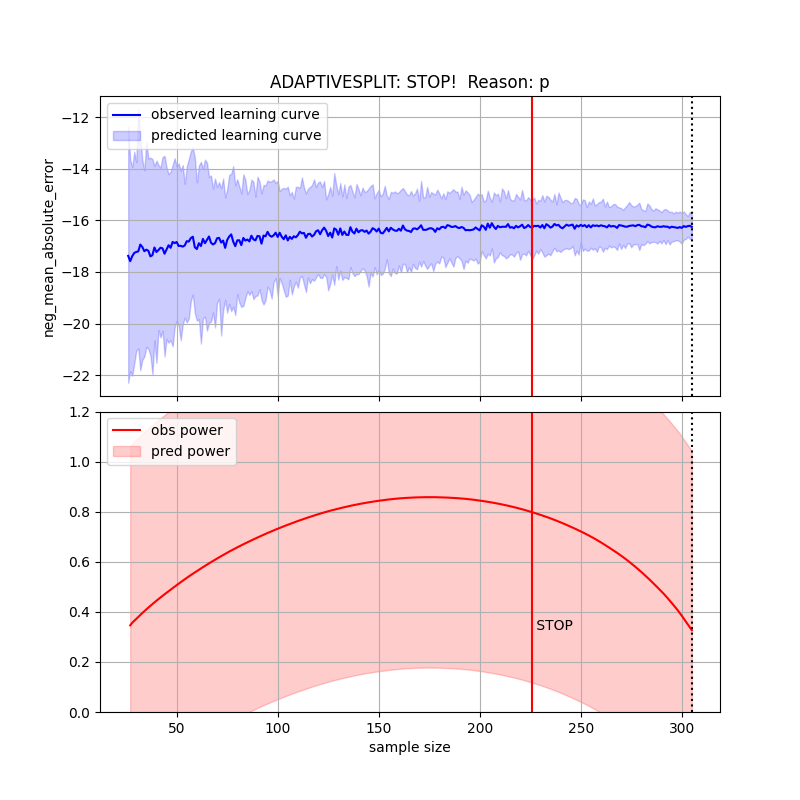 ADAPTIVESPLIT: STOP!  Reason: p
observed learning curve
predicted learning curve
neg_mean_absolute_error
−12
−14
−16
−18
−20
−22
obs power
pred power
1.2
1.0
0.8
0.6
0.4
0.2
0.0
STOP
50 100 150 200 250 300
sample size